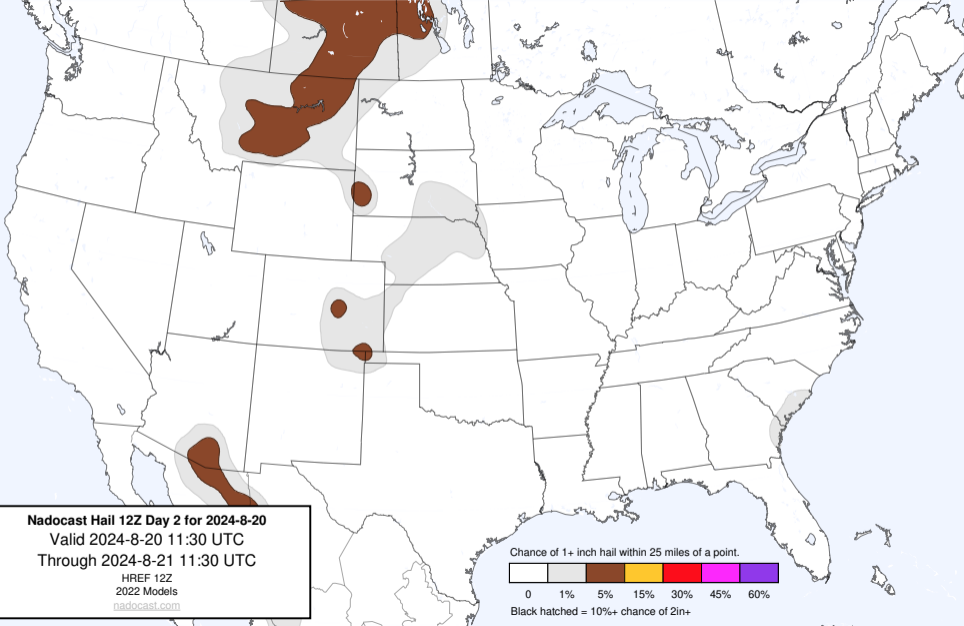 Nadocast Hail 12Z Day 2 for 2024-8-20
Valid 2024-8-20 11:30 UTC
Through 2024-8-21 11:30 UTC
HREF 12Z
2022 Models
nadocast.com
Chance of 1+ inch hail within 25 miles of a point.
0 1% 5% 15% 30% 45% 60%
Black hatched = 10%+ chance of 2in+